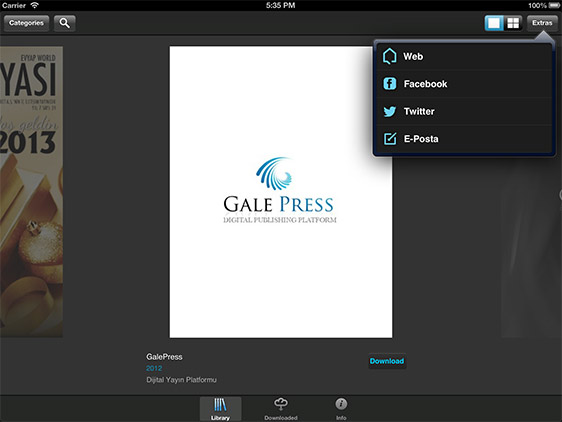 Carrier 5:35 PM 100%
Categories Extras
Web
Facebook
Twitter
E-Posta
EVYAP WORLD
YASI
geldin
2013
GALE PRESS
DIGITAL PUBLISHING PLATFORM
GalePress
2012
Download
Dijital Yayın Platformu
Library Downloaded Info